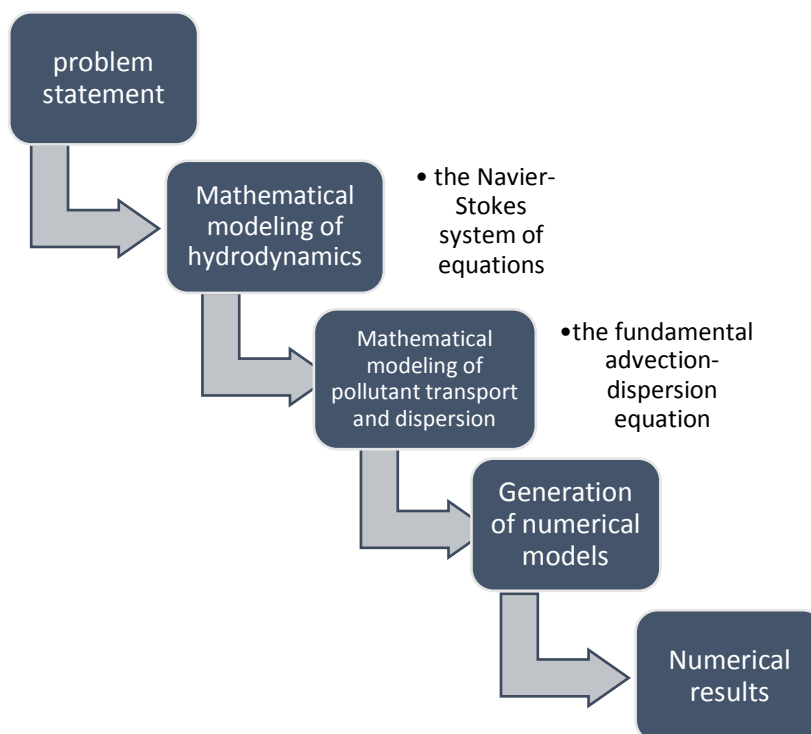 problem
statement
Mathematical
modeling of
hydrodynamics
• the Navier-
Stokes
system of
equations
Mathematical
modeling of
pollutant transport
and dispersion
•the fundamental
advection-
dispersion
equation
Generation
of numerical
models
Numerical
results